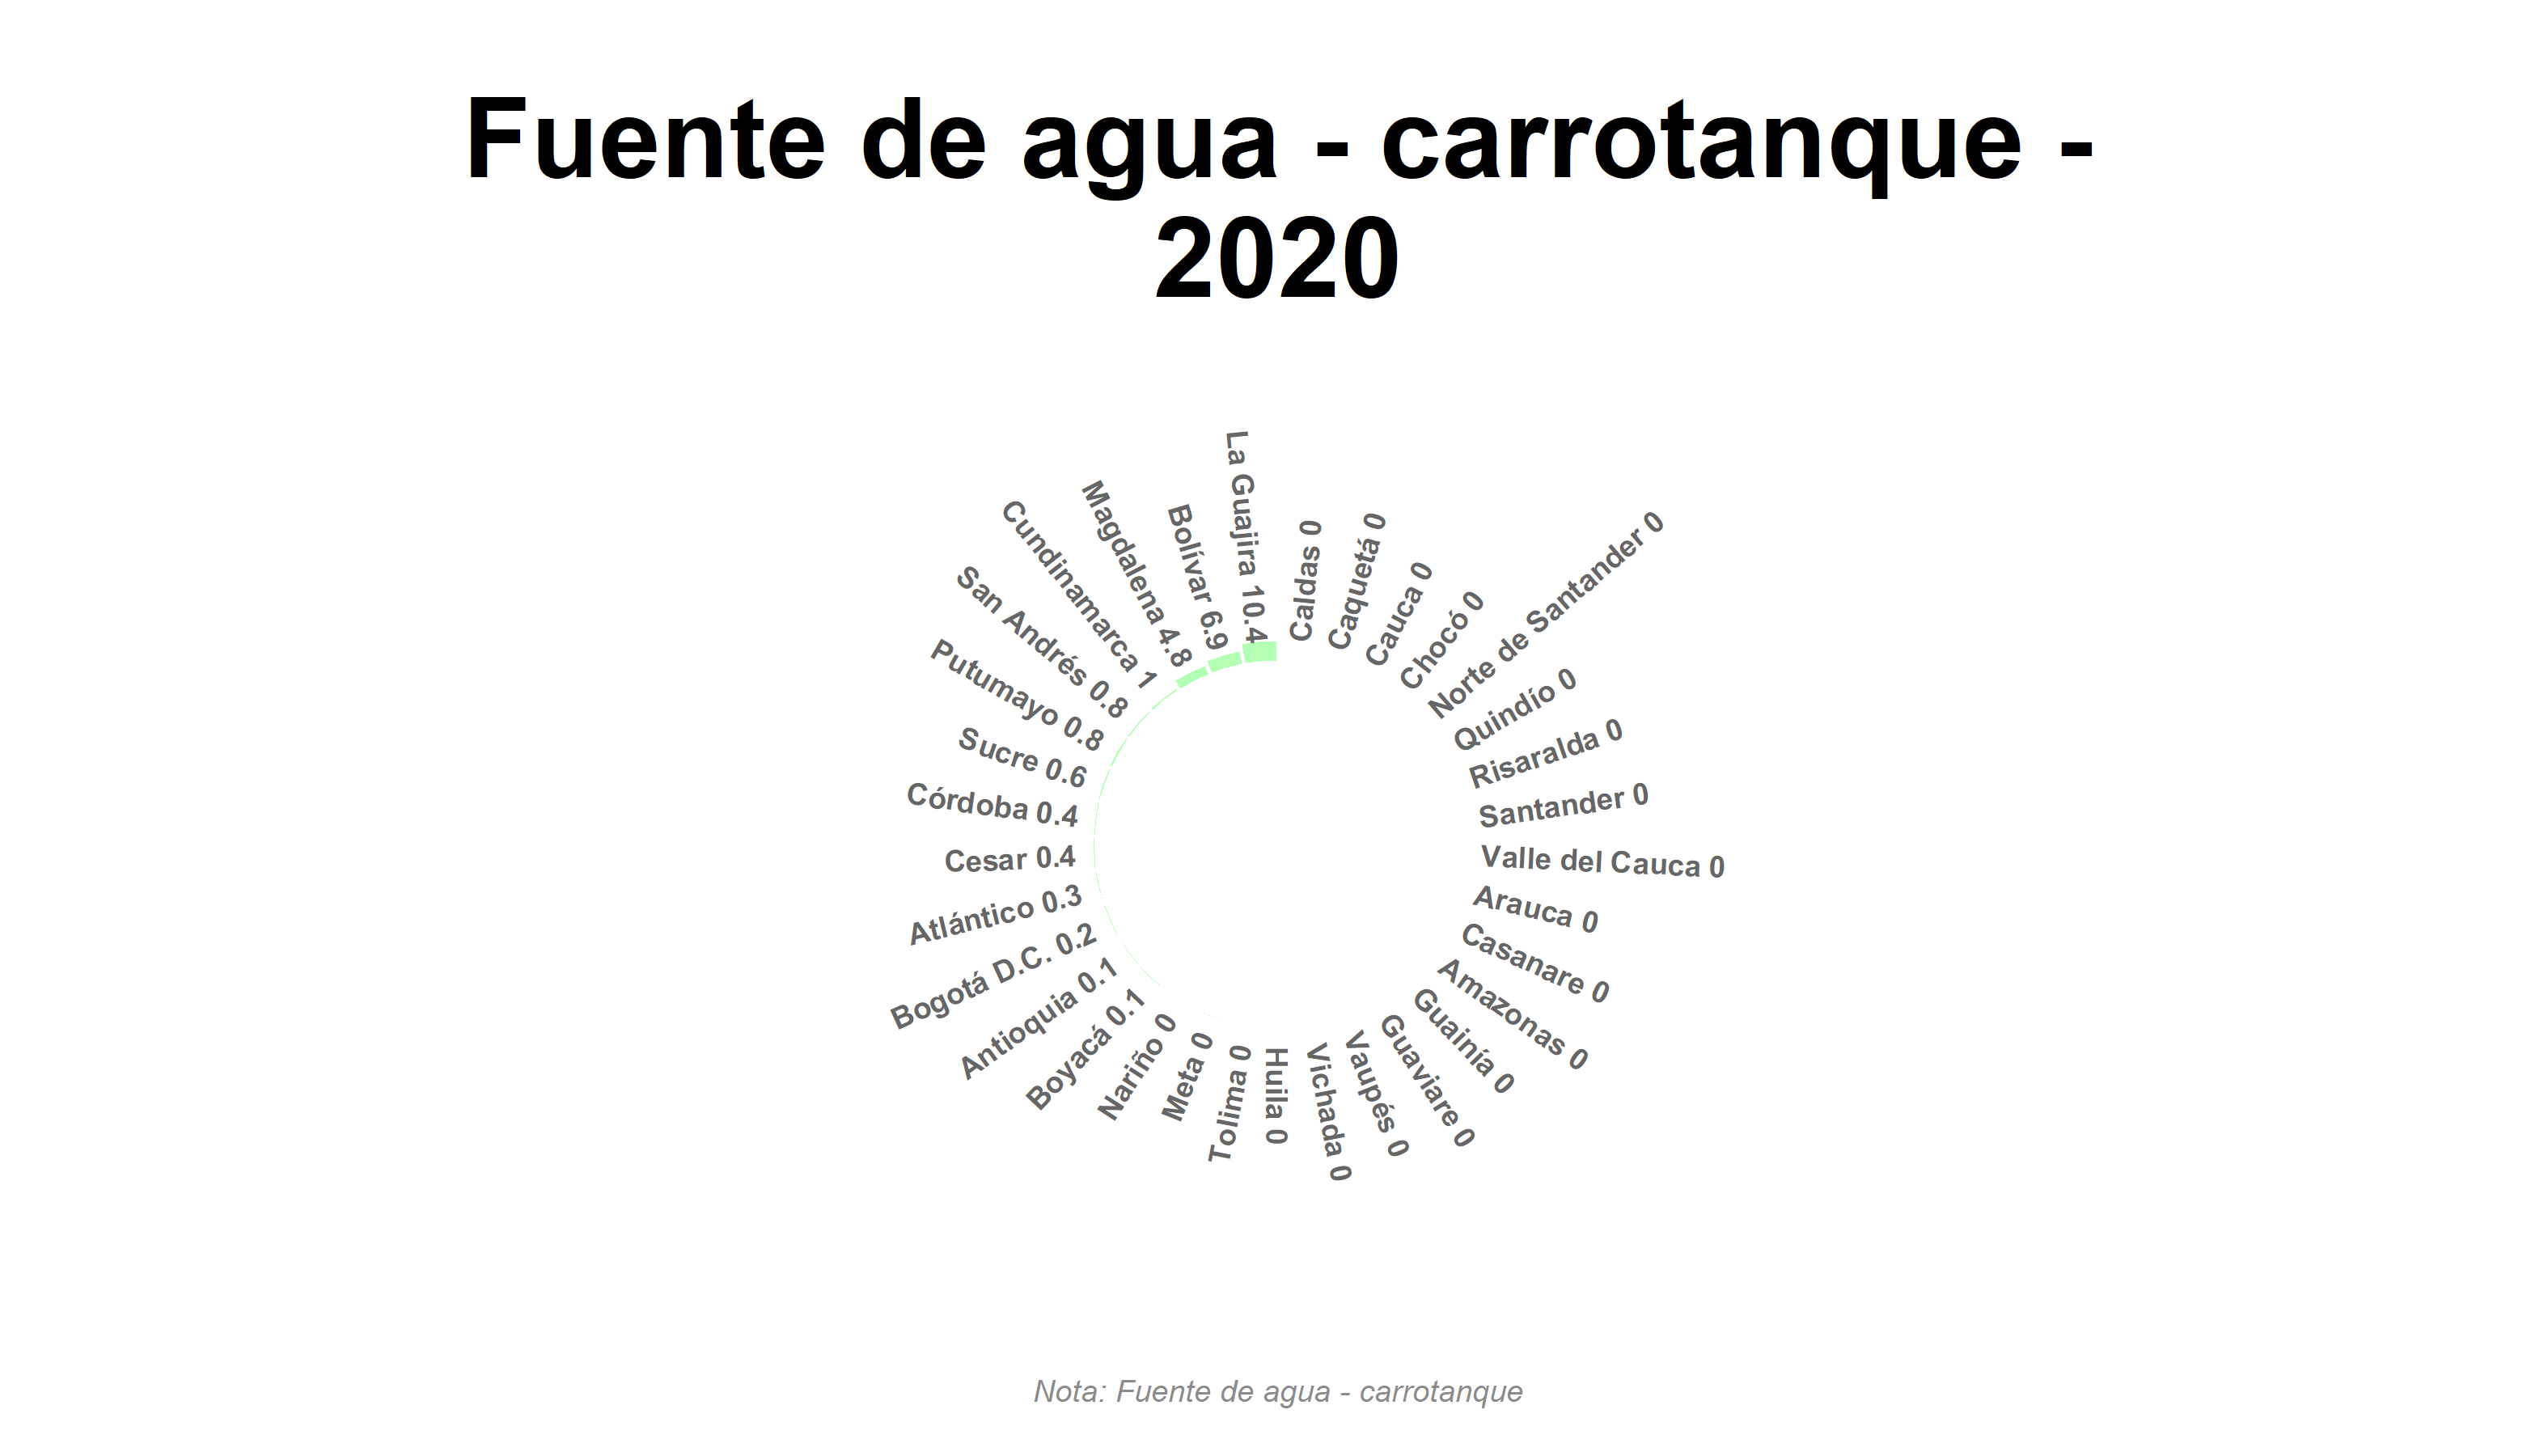 Fuente de agua - carrotanque -
2020
La Guajira 10.4
Bolívar 6.9
Magdalena 4.8
Cundinamarca 1
San Andrés 0.8
Putumayo 0.8
Sucre 0.6
Córdoba 0.4
Cesar 0.4
Atlántico 0.3
Bogotá D.C. 0.2
Antioquia 0.1
Boyacá 0.1
Nariño 0
Meta 0
Tolima 0
Huila 0
Vichada 0
Vaupés 0
Guaviare 0
Guainía 0
Amazonas 0
Casanare 0
Arauca 0
Valle del Cauca 0
Santander 0
Risaralda 0
Quindío 0
Norte de Santander 0
Chocó 0
Cauca 0
Caquetá 0
Caldas 0
Nota: Fuente de agua - carrotanque